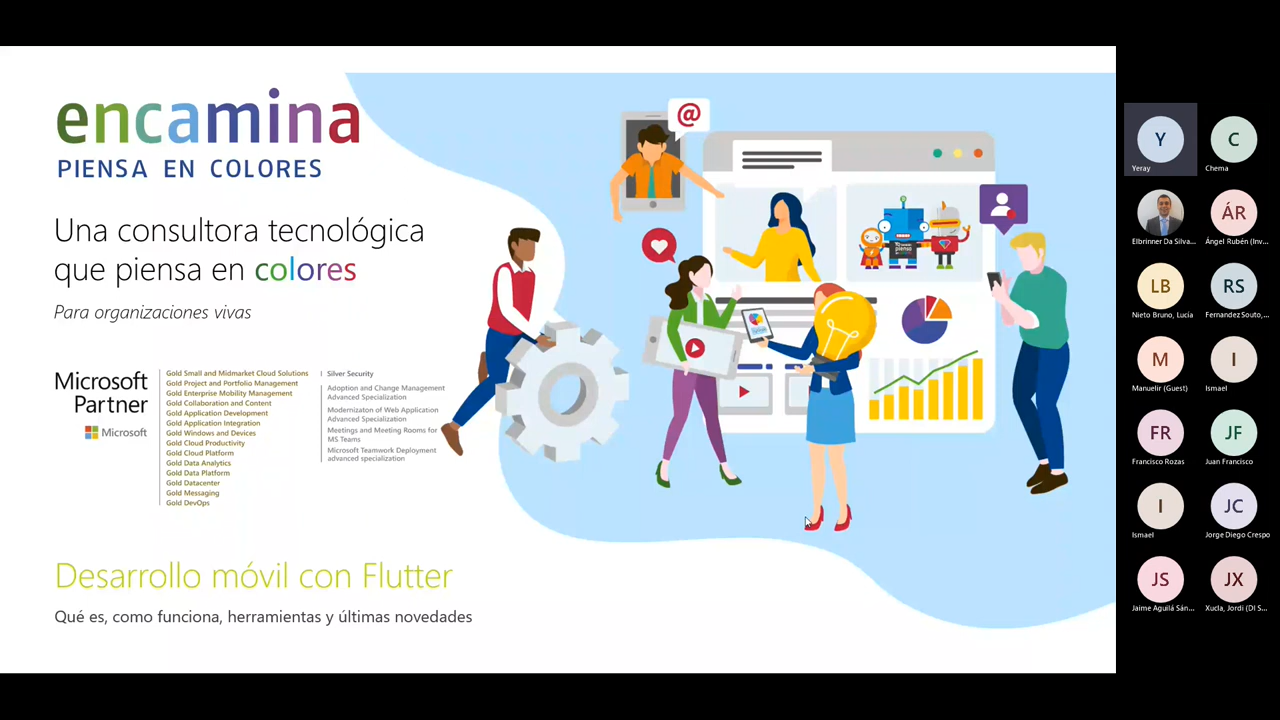 encamina
PIENSA EN COLORES
Una consultora tecnológica
que piensa en colores
Para organizaciones vivas
Microsoft
Partner
Microsoft
Gold Small and Midmarket Cloud Solutions
Gold Project and Portfolio Management
Gold Enterprise Mobility Management
Gold Collaboration and Content
Gold Application Development
Gold Application Integration
Gold Windows and Devices
Gold Cloud Productivity
Gold Cloud Platform
Gold Data Analytics
Gold Data Platform
Gold Datacenter
Gold Messaging
Gold DevOps
Silver Security
Adoption and Change Management
Advanced Specialization
Modernizaton of Web Application
Advanced Specialization
Meetings and Meeting Rooms for
MS Teams
Microsoft Teamwork Deployment
advanced specialization
@
Desarrollo móvil con Flutter
Qué es, como funciona, herramientas y últimas novedades
Y
Yeray
C
Chema
Elbrinner Da Silva...
ÁR
Ángel Rubén (Inv...
LB
Nieto Bruno, Lucía
RS
Fernandez Souto,...
M
Manuelir (Guest)
I
Ismael
FR
Francisco Rozas
JF
Juan Francisco
I
Ismael
JC
Jorge Diego Crespo
JS
Jaime Aguilá Sán...
JX
Xucla, Jordi (DI S...